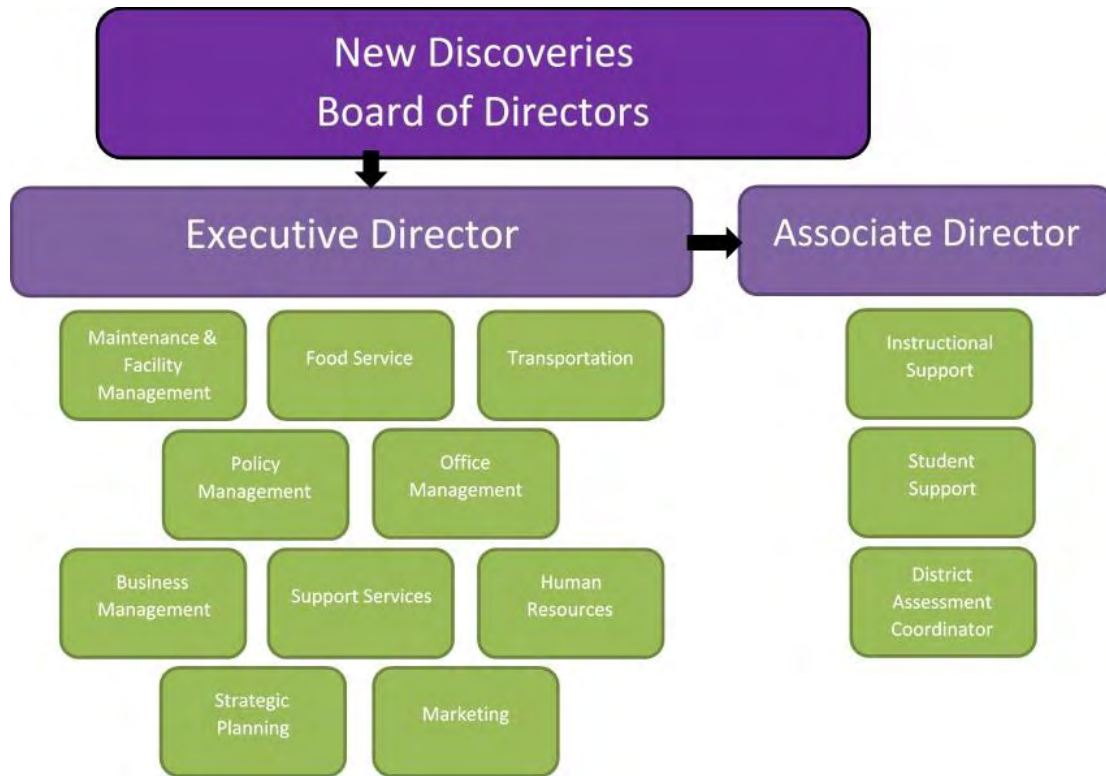 New Discoveries
Board of Directors
Executive Director
Associate Director
Maintenance &
Facility
Management
Food Service
Transportation
Policy
Management
Office
Management
Business
Management
Support Services
Human
Resources
Strategic
Planning
Marketing
Instructional
Support
Student
Support
District
Assessment
Coordinator